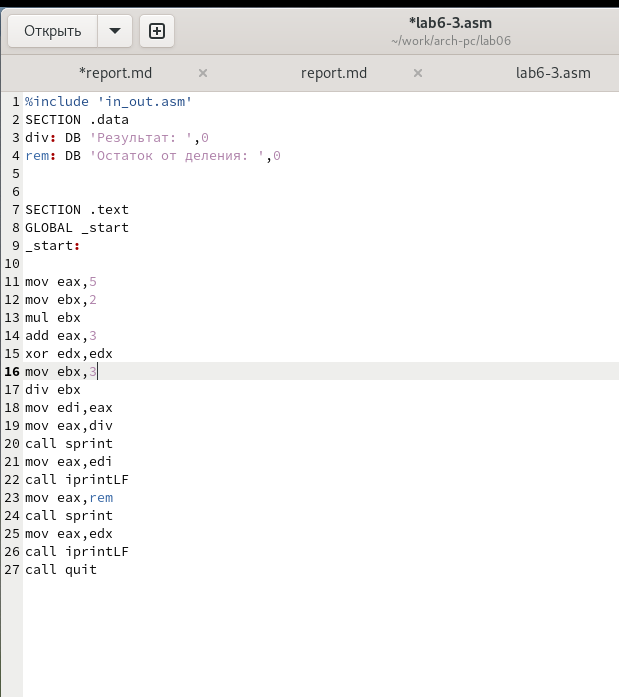 Открыть
*lab6-3.asm
~/work/arch-pc/lab06
*report.md
report.md
lab6-3.asm
1 %include 'in_out.asm'
2 SECTION .data
3 div: DB 'Результат: ',0
4 rem: DB 'Остаток от деления: ',0
5
6
7 SECTION .text
8 GLOBAL _start
9 _start:
10
11 mov eax,5
12 mov ebx,2
13 mul ebx
14 add eax,3
15 xor edx,edx
16 mov ebx,3
17 div ebx
18 mov edi,eax
19 mov eax,div
20 call sprint
21 mov eax,edi
22 call iprintLF
23 mov eax,rem
24 call sprint
25 mov eax,edx
26 call iprintLF
27 call quit